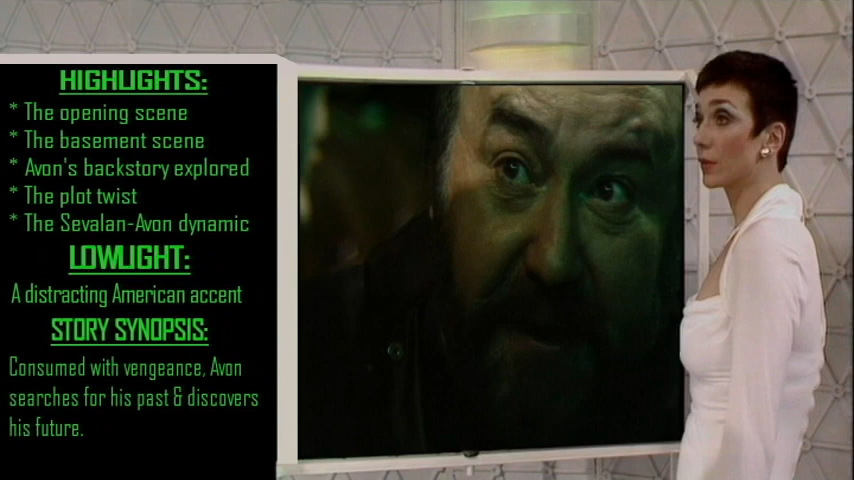 HIGHLIGHTS:
* The opening scene
* The basement scene
* Avon's backstory explored
* The plot twist
* The Sevalan-Avon dynamic
LOWLIGHT:
A distracting American accent
STORY SYNOPSIS:
Consumed with vengeance, Avon
searches for his past & discovers
his future.